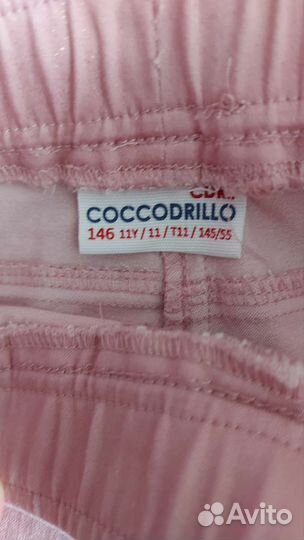 COCCODRILLO
146 11Y / 11 / T11 / 145/55
Avito